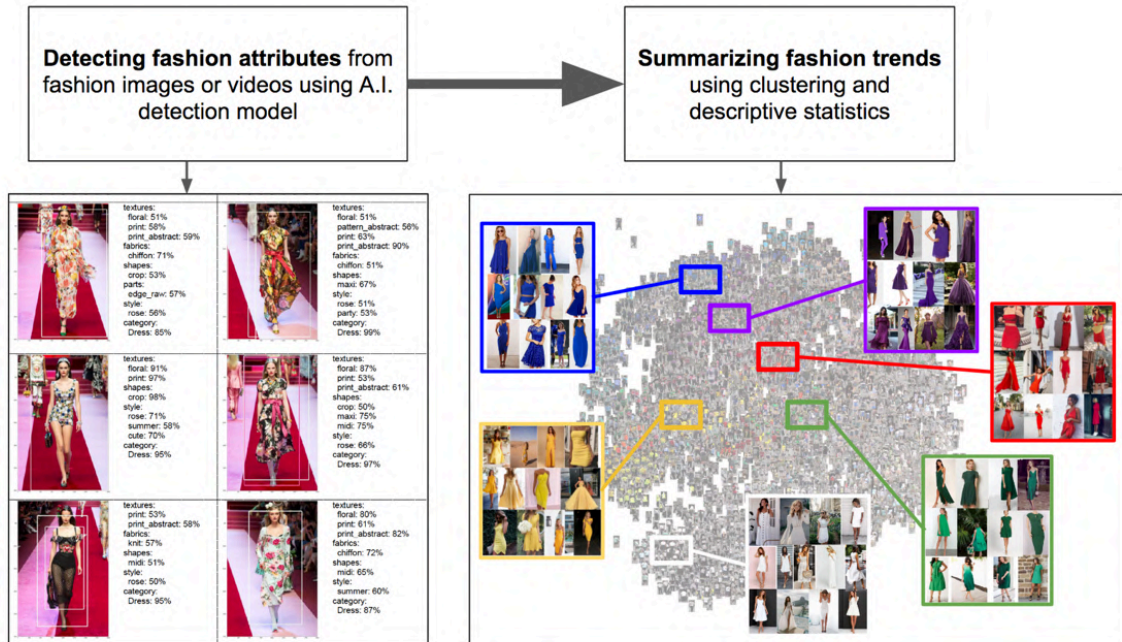 Detecting fashion attributes from
fashion images or videos using A.I.
detection model
Summarizing fashion trends
using clustering and
descriptive statistics
textures:
floral: 51%
print: 58%
print_abstract: 59%
fabrics:
chiffon: 71%
shapes:
crop: 53%
parts:
edge_raw: 57%
style:
rose: 56%
category:
Dress: 85%
textures:
floral: 51%
pattern_abstract: 56%
print: 63%
print_abstract: 90%
fabrics:
chiffon: 51%
shapes:
maxi: 67%
style:
rose: 51%
party: 53%
category:
Dress: 99%
textures:
floral: 91%
print: 97%
shapes:
crop: 98%
style:
rose: 71%
summer: 58%
cute: 70%
category:
Dress: 95%
textures:
floral: 87%
print: 53%
print_abstract: 61%
shapes:
crop: 50%
maxi: 75%
midi: 75%
style:
rose: 66%
category:
Dress: 97%
textures:
print: 53%
print_abstract: 58%
fabrics:
knit: 57%
shapes:
midi: 51%
style:
rose: 50%
category:
Dress: 95%
textures:
floral: 80%
print: 61%
print_abstract: 82%
fabrics:
chiffon: 72%
shapes:
midi: 65%
style:
summer: 60%
category:
Dress: 87%